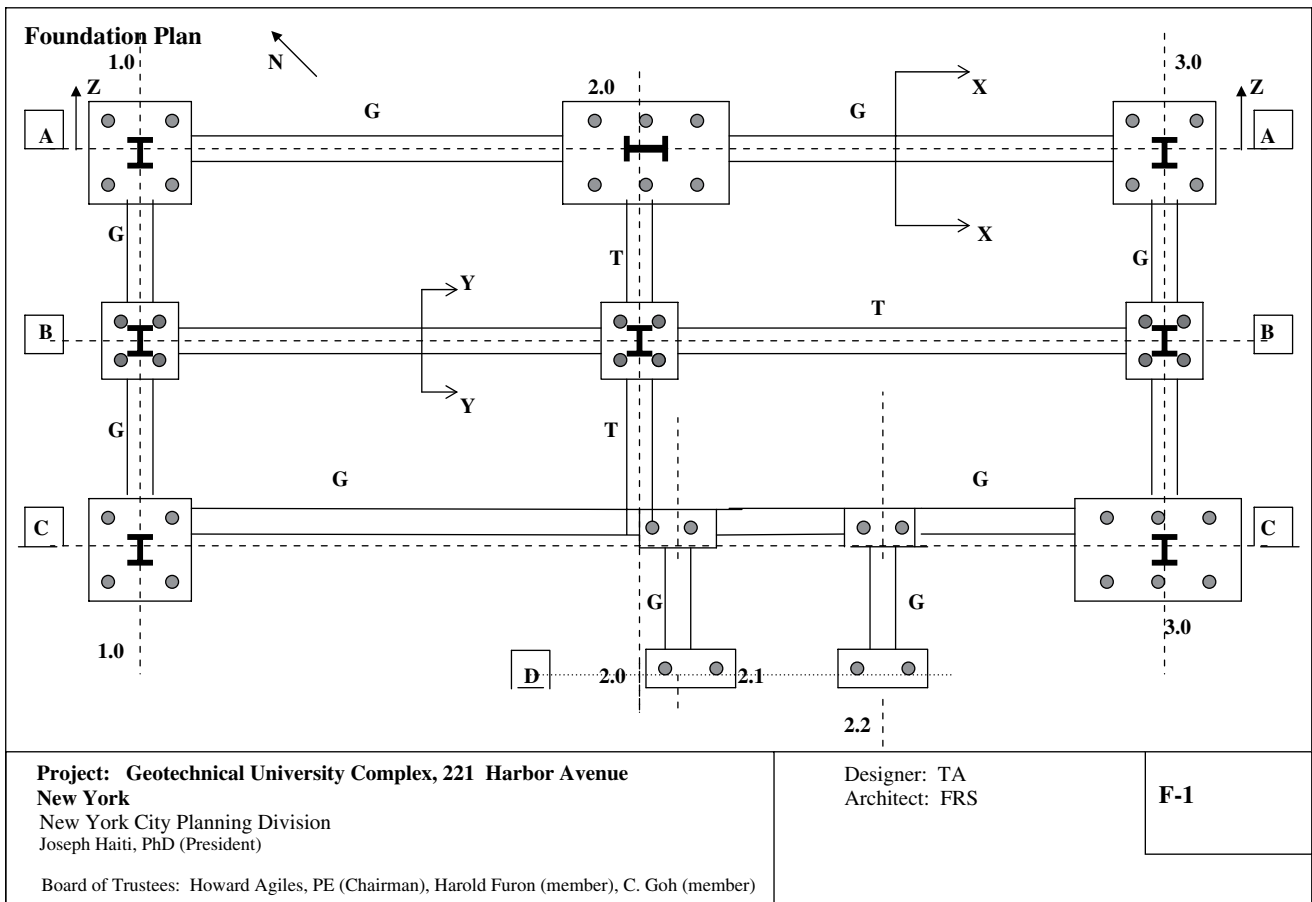 Foundation Plan
1.0
N
3.0
Z
2.0
X
Z
G
G
A
A
X
G
T
G
Y
T
B
B
Y
G
T
G
G
C
C
G
G
3.0
1.0
D
2.0
2.1
2.2
Project: Geotechnical University Complex, 221 Harbor Avenue
New York
New York City Planning Division
Joseph Haiti, PhD (President)
Board of Trustees: Howard Agiles, PE (Chairman), Harold Furon (member), C. Goh (member)
Designer: TA
Architect: FRS
F-1